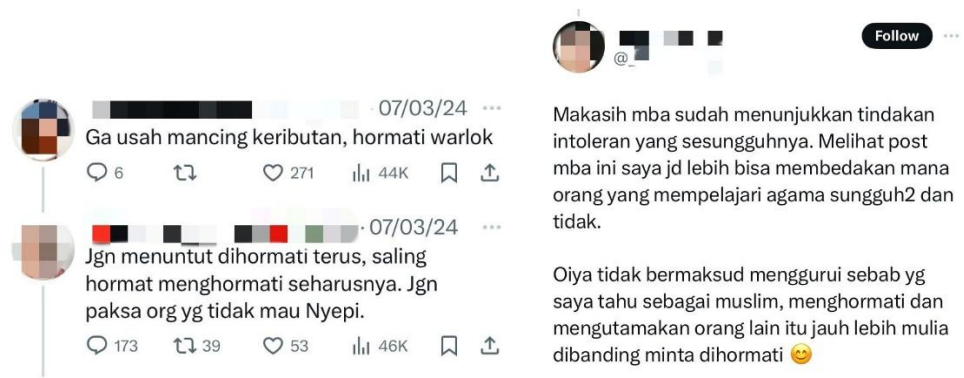 07/03/24
Ga usah mancing keributan, hormati warlok
6 271 44K
07/03/24
Jgn menuntut dihormati terus, saling
hormat menghormati seharusnya. Jgn
paksa org yg tidak mau Nyepi.
173 39 53 46K
Follow
@_
Makasih mba sudah menunjukkan tindakan
intoleran yang sesungguhnya. Melihat post
mba ini saya jd lebih bisa membedakan mana
orang yang mempelajari agama sungguh2 dan
tidak.
Oiya tidak bermaksud menggurui sebab yg
saya tahu sebagai muslim, menghormati dan
mengutamakan orang lain itu jauh lebih mulia
dibanding minta dihormati 😊